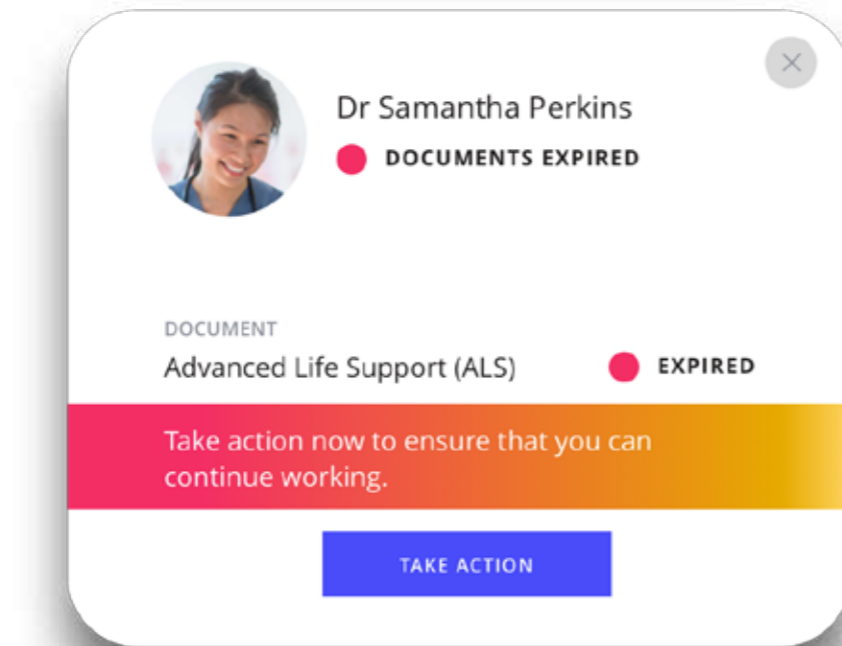 Dr Samantha Perkins
DOCUMENTS EXPIRED
DOCUMENT
Advanced Life Support (ALS)
EXPIRED
Take action now to ensure that you can
continue working.
TAKE ACTION